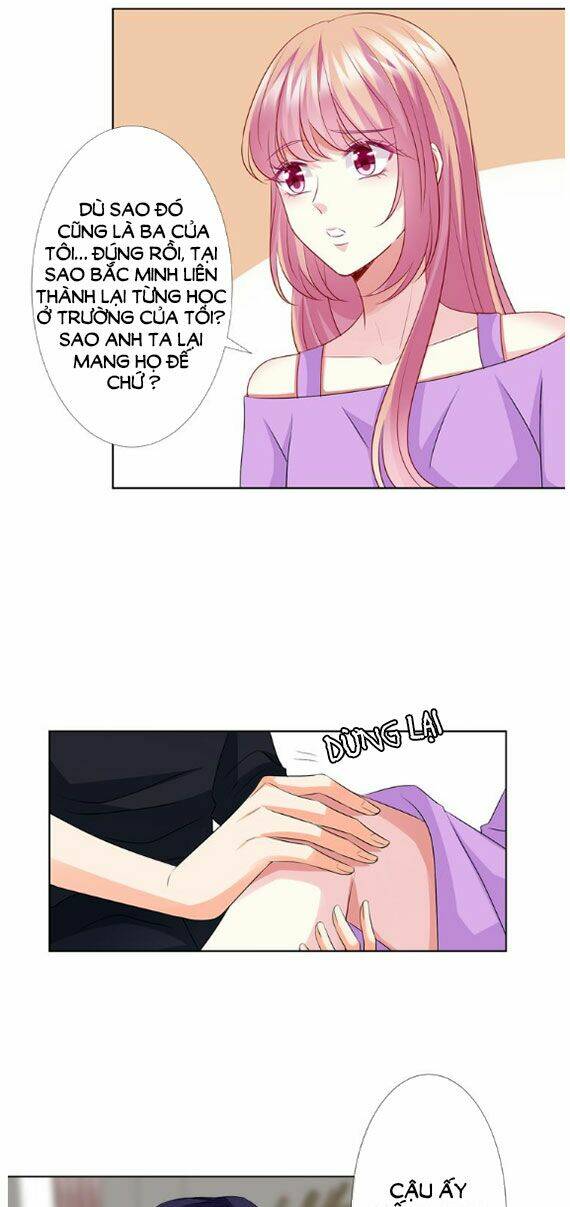 DÙ SAO ĐÓ
CŨNG LÀ BA CỦA
TÔI... ĐÚNG RỒI, TẠI
SAO BẮC MINH LIÊN
THÀNH LẠI TỪNG HỌC
Ở TRƯỜNG CỦA TÔI?
SAO ANH TA LẠI
MANG HỌ ĐẾ
CHỨ ?
DỪNG LẠI
CẬU ẤY